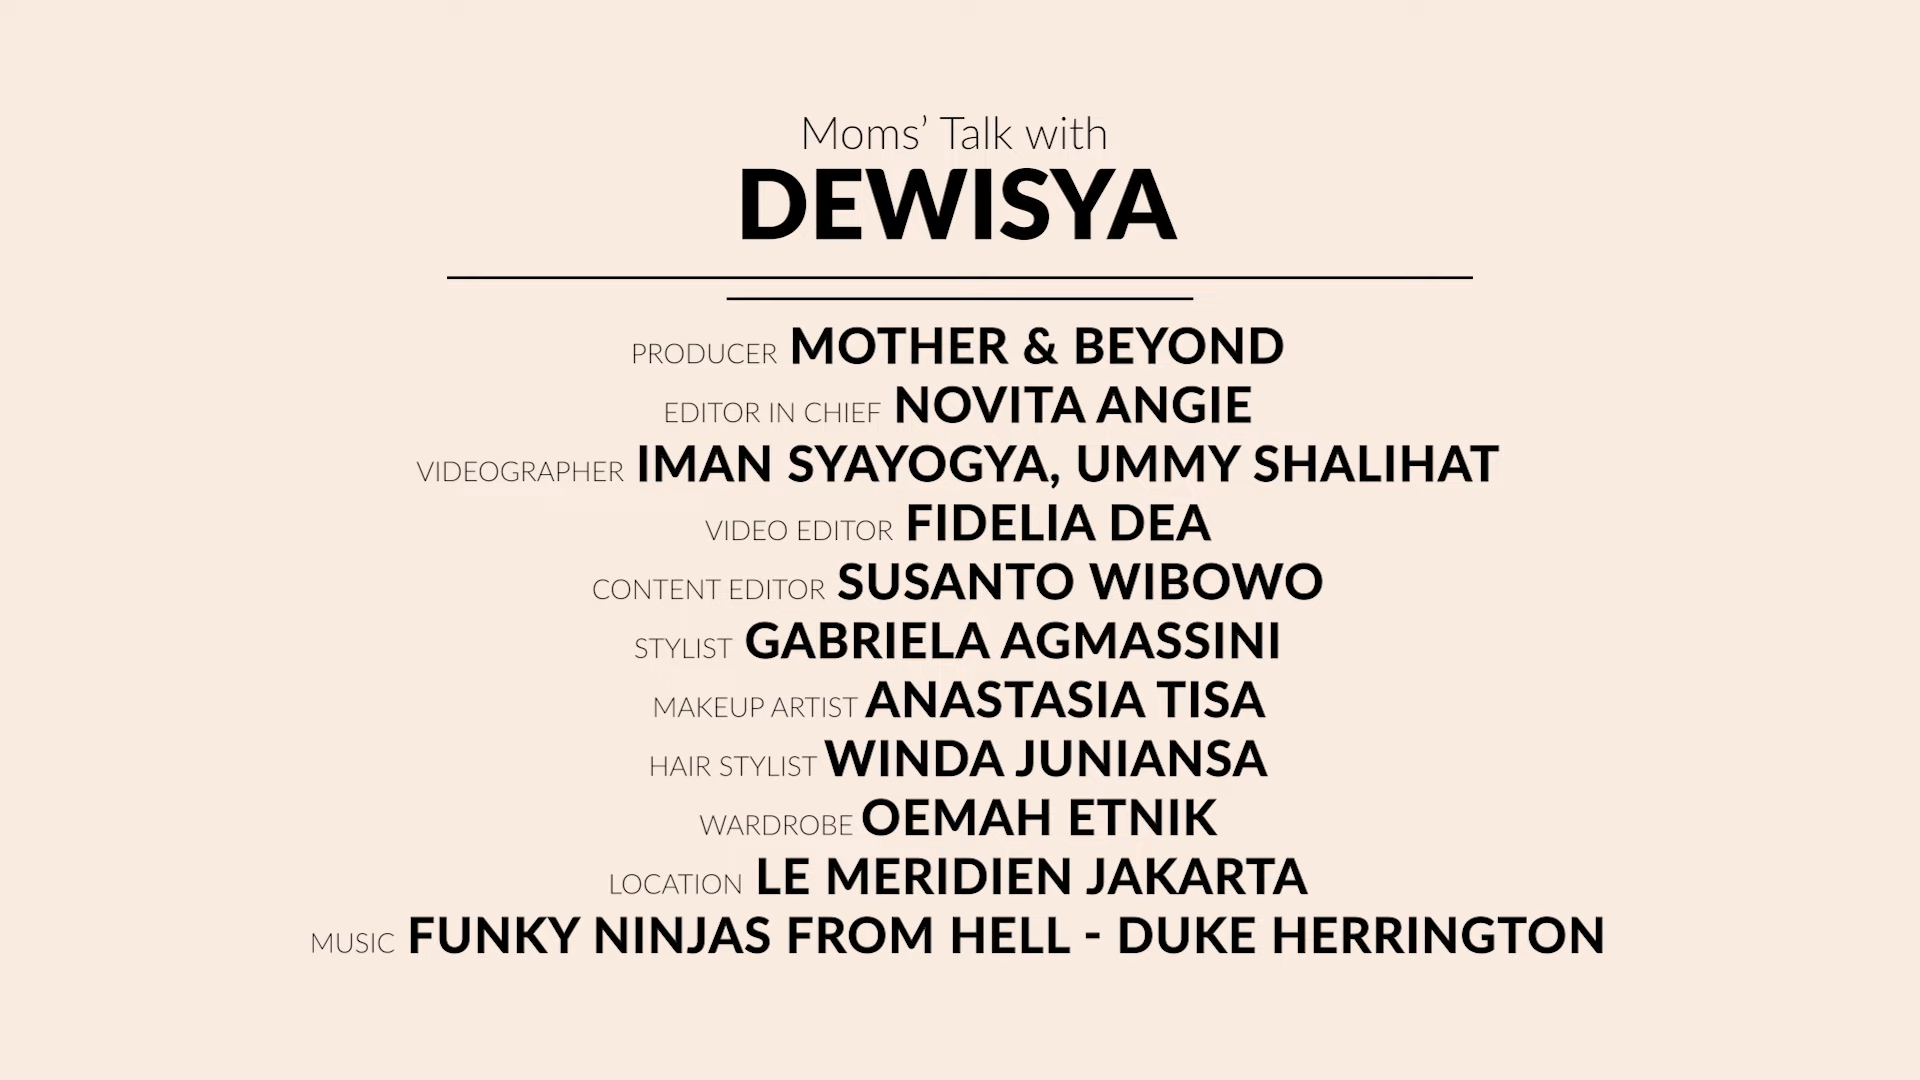 Moms’ Talk with
DEWISYA
PRODUCER MOTHER & BEYOND
EDITOR IN CHIEF NOVITA ANGIE
VIDEOGRAPHER IMAN SYAYOGYA, UMMY SHALIHAT
VIDEO EDITOR FIDELIA DEA
CONTENT EDITOR SUSANTO WIBOWO
STYLIST GABRIELA AGMASSINI
MAKEUP ARTIST ANASTASIA TISA
HAIR STYLIST WINDA JUNIANSA
WARDROBE OEMAH ETNIK
LOCATION LE MERIDIEN JAKARTA
MUSIC FUNKY NINJAS FROM HELL - DUKE HERRINGTON